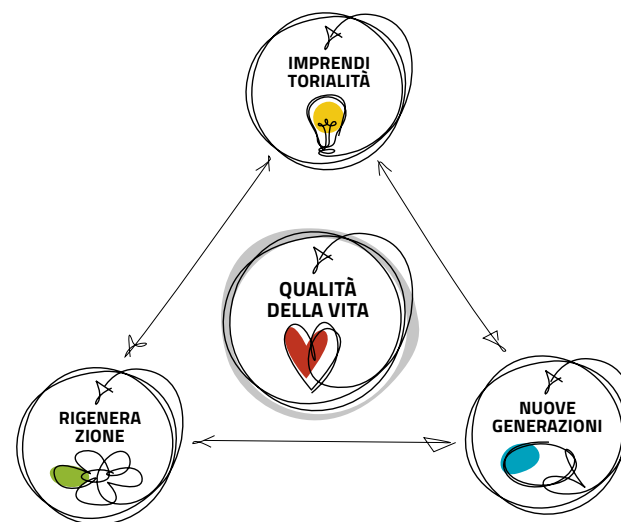 IMPRENDI
TORIALITÀ
QUALITÀ
DELLA VITA
RIGENERA
ZIONE
NUOVE
GENERAZIONI